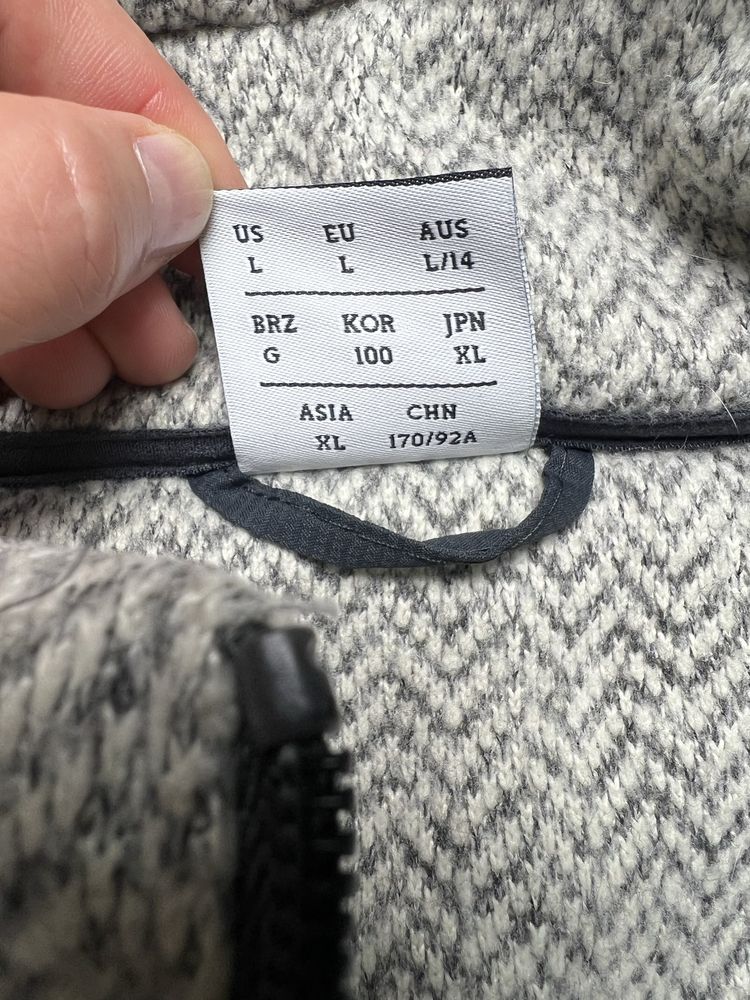 US EU AUS
L L L/14
BRZ KOR JPN
G 100 XL
ASIA CHN
XL 170/92A